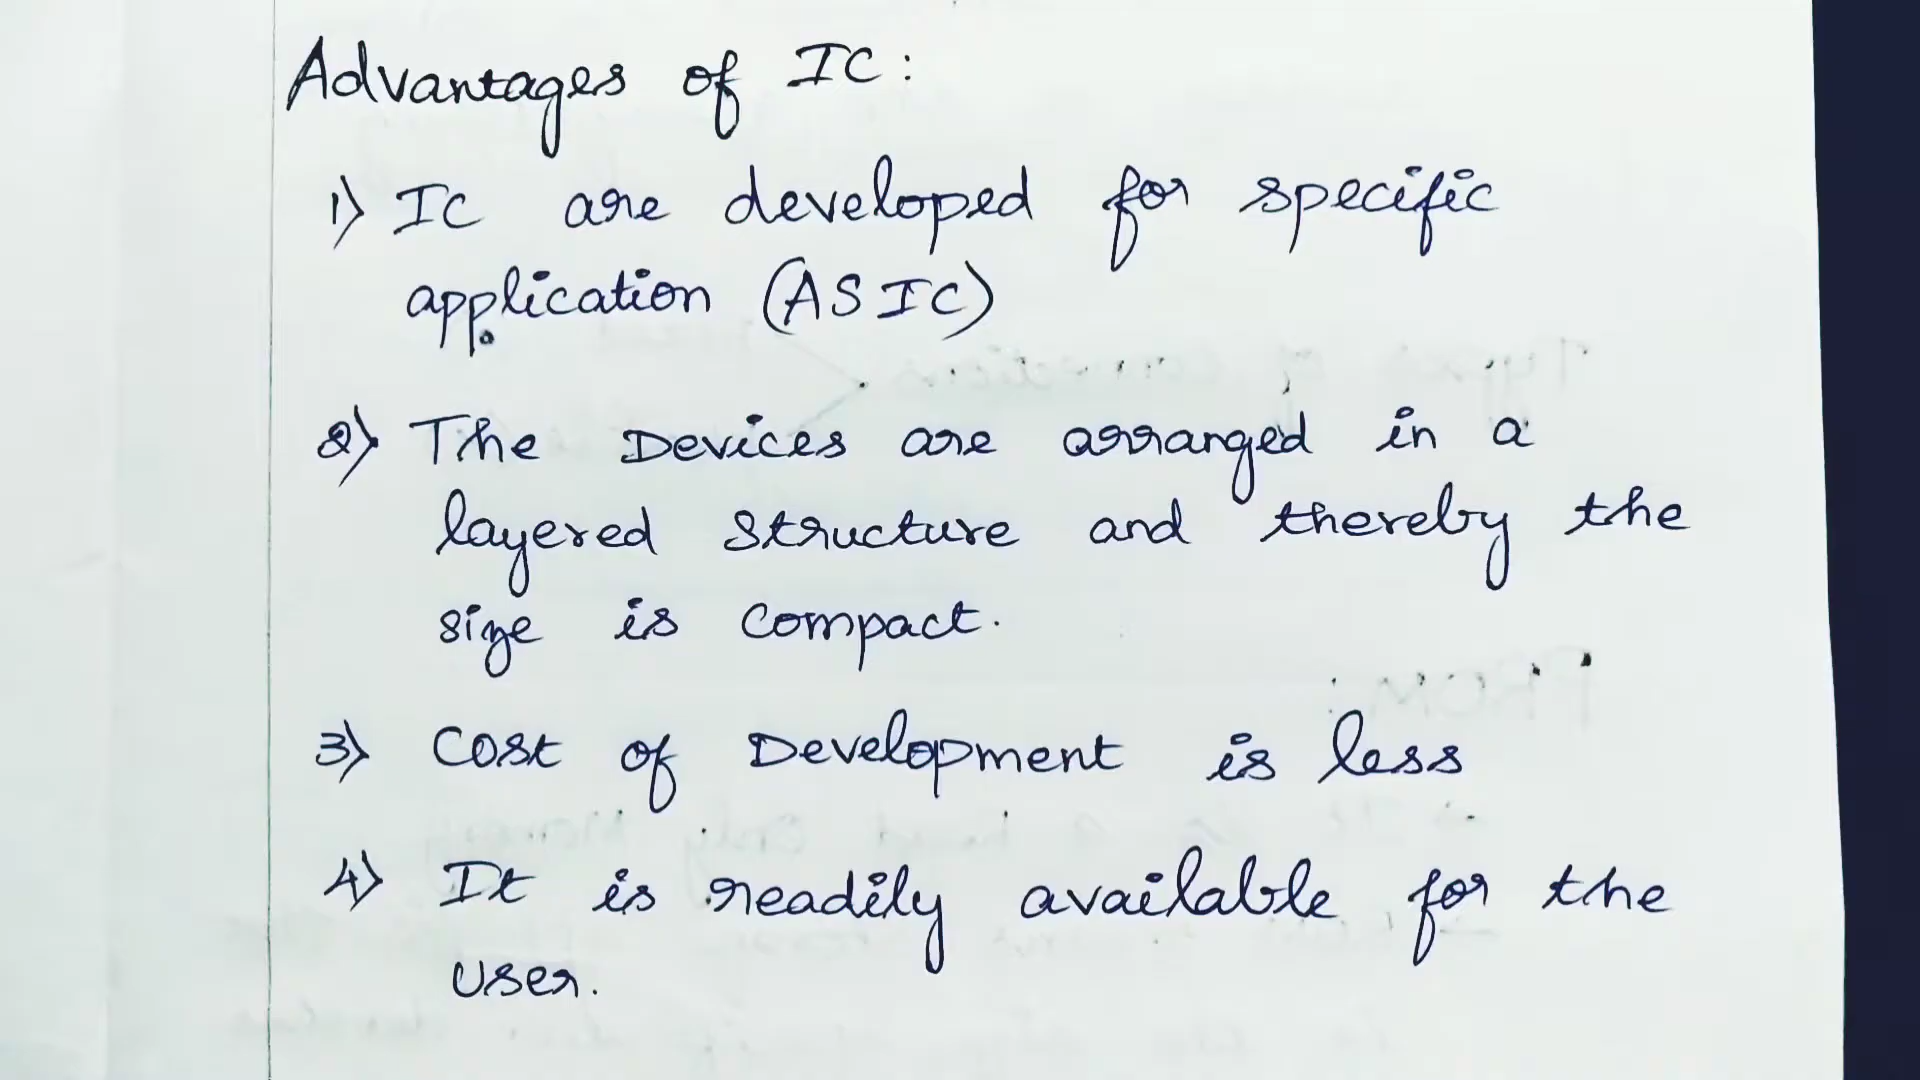 Advantages of IC:
1) IC are developed for specific
application (ASIC)
2) The Devices are arranged in a
layered structure and thereby the
size is compact.
3) Cost of Development is less
4) It is readily available for the
user.